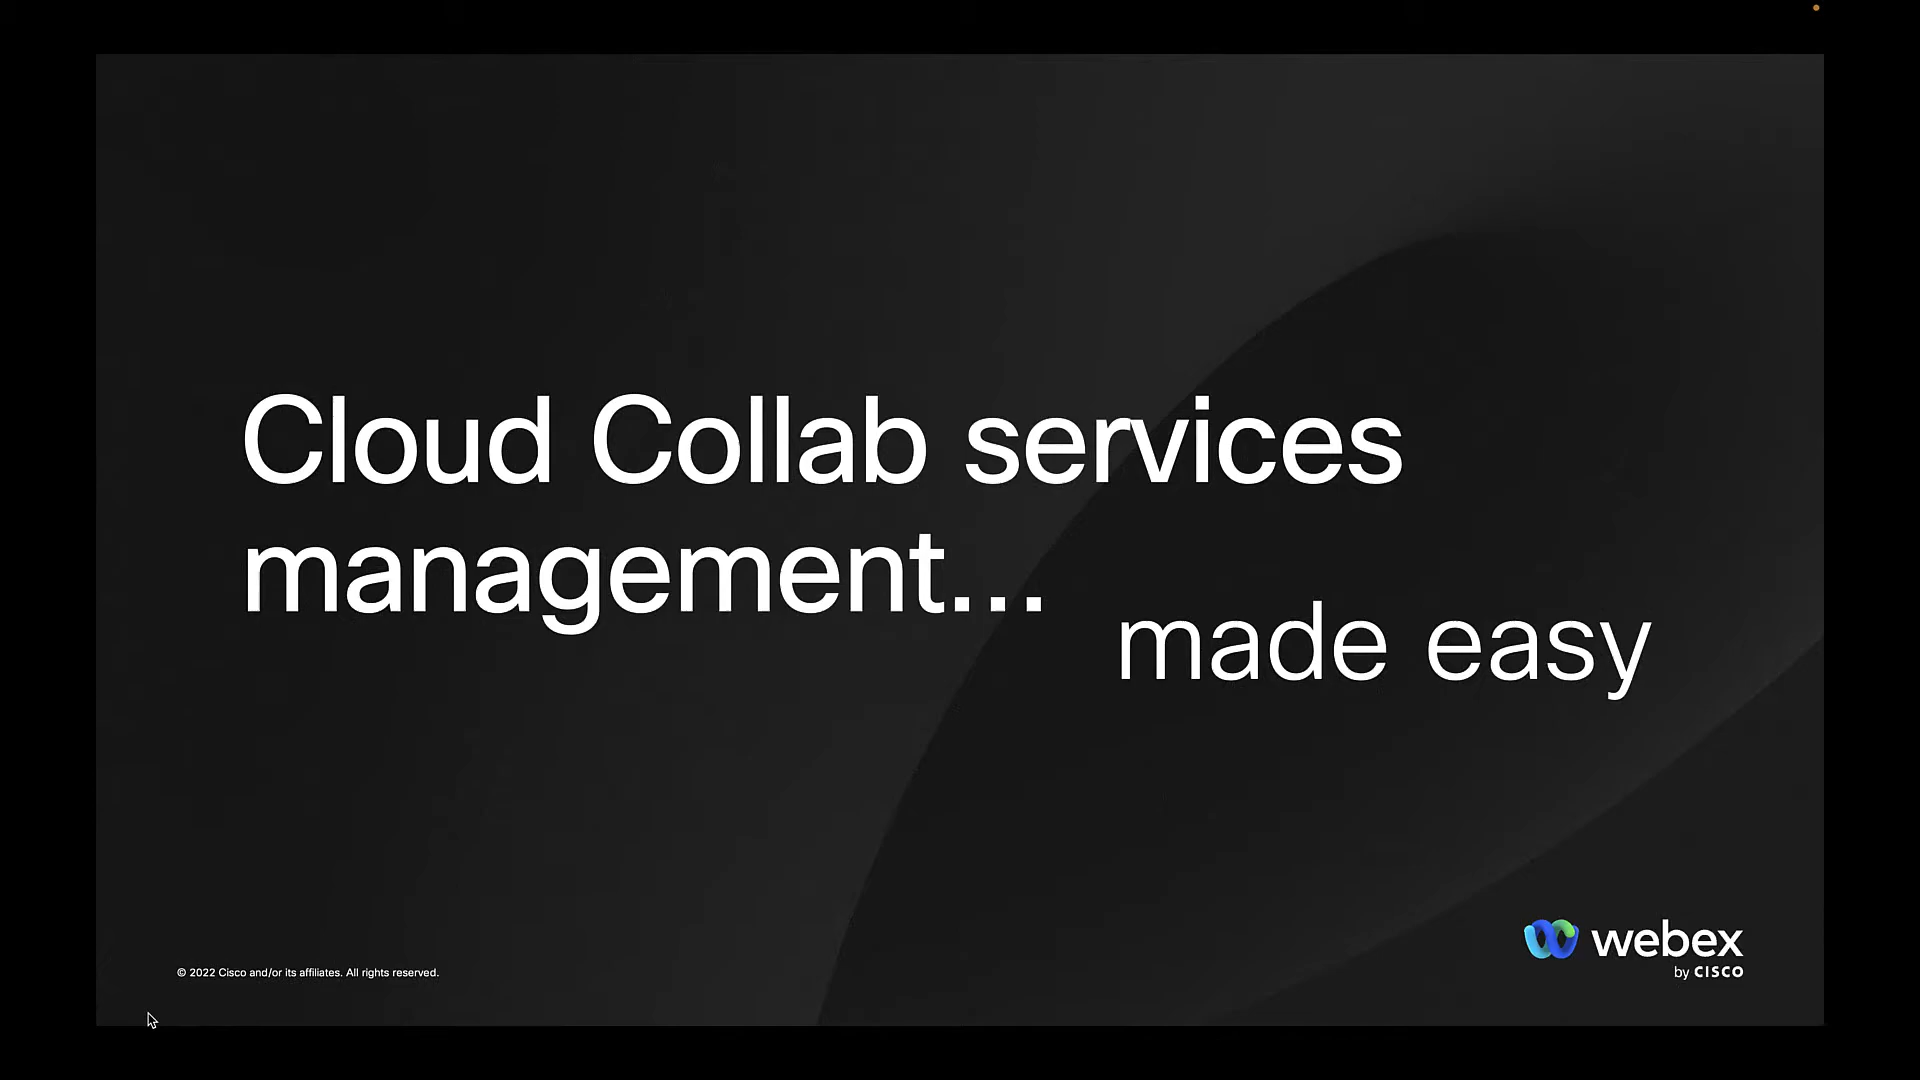 Cloud Collab services
management...
made easy
© 2022 Cisco and/or its affiliates. All rights reserved.
webex
by CISCO